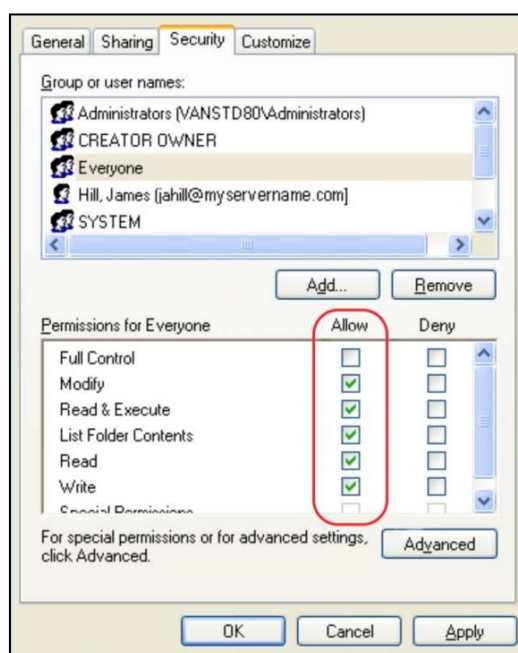 General Sharing Security Customize
Group or user names:
Administrators (VANSTD80\Administrators)
CREATOR OWNER
Everyone
Hill, James (jahill@myservername.com)
SYSTEM
Add... Remove
Permissions for Everyone Allow Deny
Full Control
Modify
Read & Execute
List Folder Contents
Read
Write
Special Permissions
For special permissions or for advanced settings, Advanced
click Advanced.
OK Cancel Apply